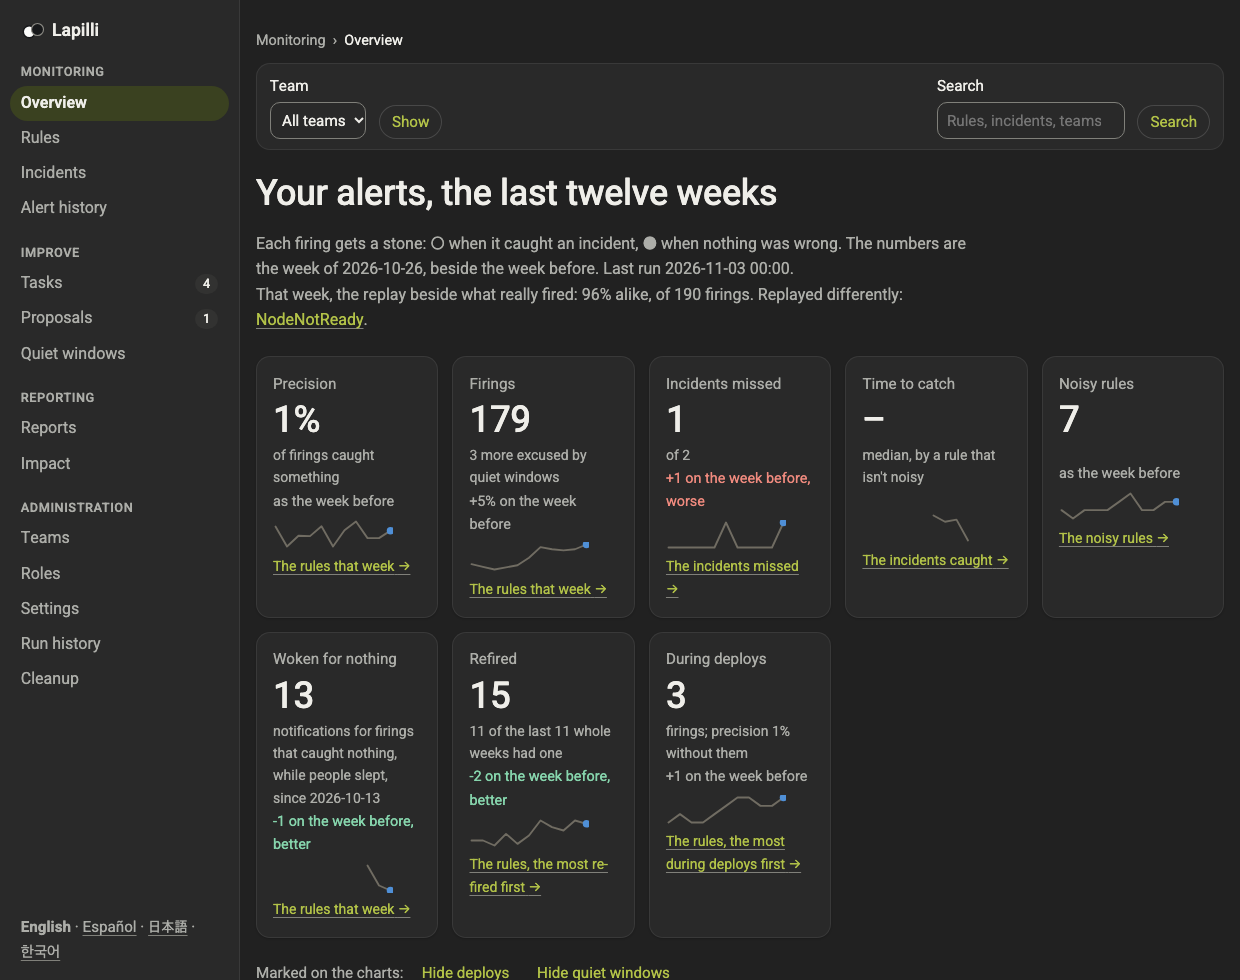 Lapilli
MONITORING
Overview
Rules
Incidents
Alert history
IMPROVE
Tasks 4
Proposals 1
Quiet windows
REPORTING
Reports
Impact
ADMINISTRATION
Teams
Roles
Settings
Run history
Cleanup
English · Español · 日本語 ·
한국어
Monitoring › Overview
Team
All teams
Show
Search
Rules, incidents, teams
Search
Your alerts, the last twelve weeks
Each firing gets a stone: when it caught an incident, when nothing was wrong. The numbers are
the week of 2026-10-26, beside the week before. Last run 2026-11-03 00:00.
That week, the replay beside what really fired: 96% alike, of 190 firings. Replayed differently:
NodeNotReady.
Precision
1%
of firings caught
something
as the week before
The rules that week →
Firings
179
3 more excused by
quiet windows
+5% on the week
before
The rules that week →
Incidents missed
1
of 2
+1 on the week before,
worse
The incidents missed
→
Time to catch
–
median, by a rule that
isn't noisy
The incidents caught →
Noisy rules
7
as the week before
The noisy rules →
Woken for nothing
13
notifications for firings
that caught nothing,
while people slept,
since 2026-10-13
-1 on the week before,
better
The rules that week →
Refired
15
11 of the last 11 whole
weeks had one
-2 on the week before,
better
The rules, the most re-
fired first →
During deploys
3
firings; precision 1%
without them
+1 on the week before
The rules, the most
during deploys first →
Marked on the charts: Hide deploys Hide quiet windows